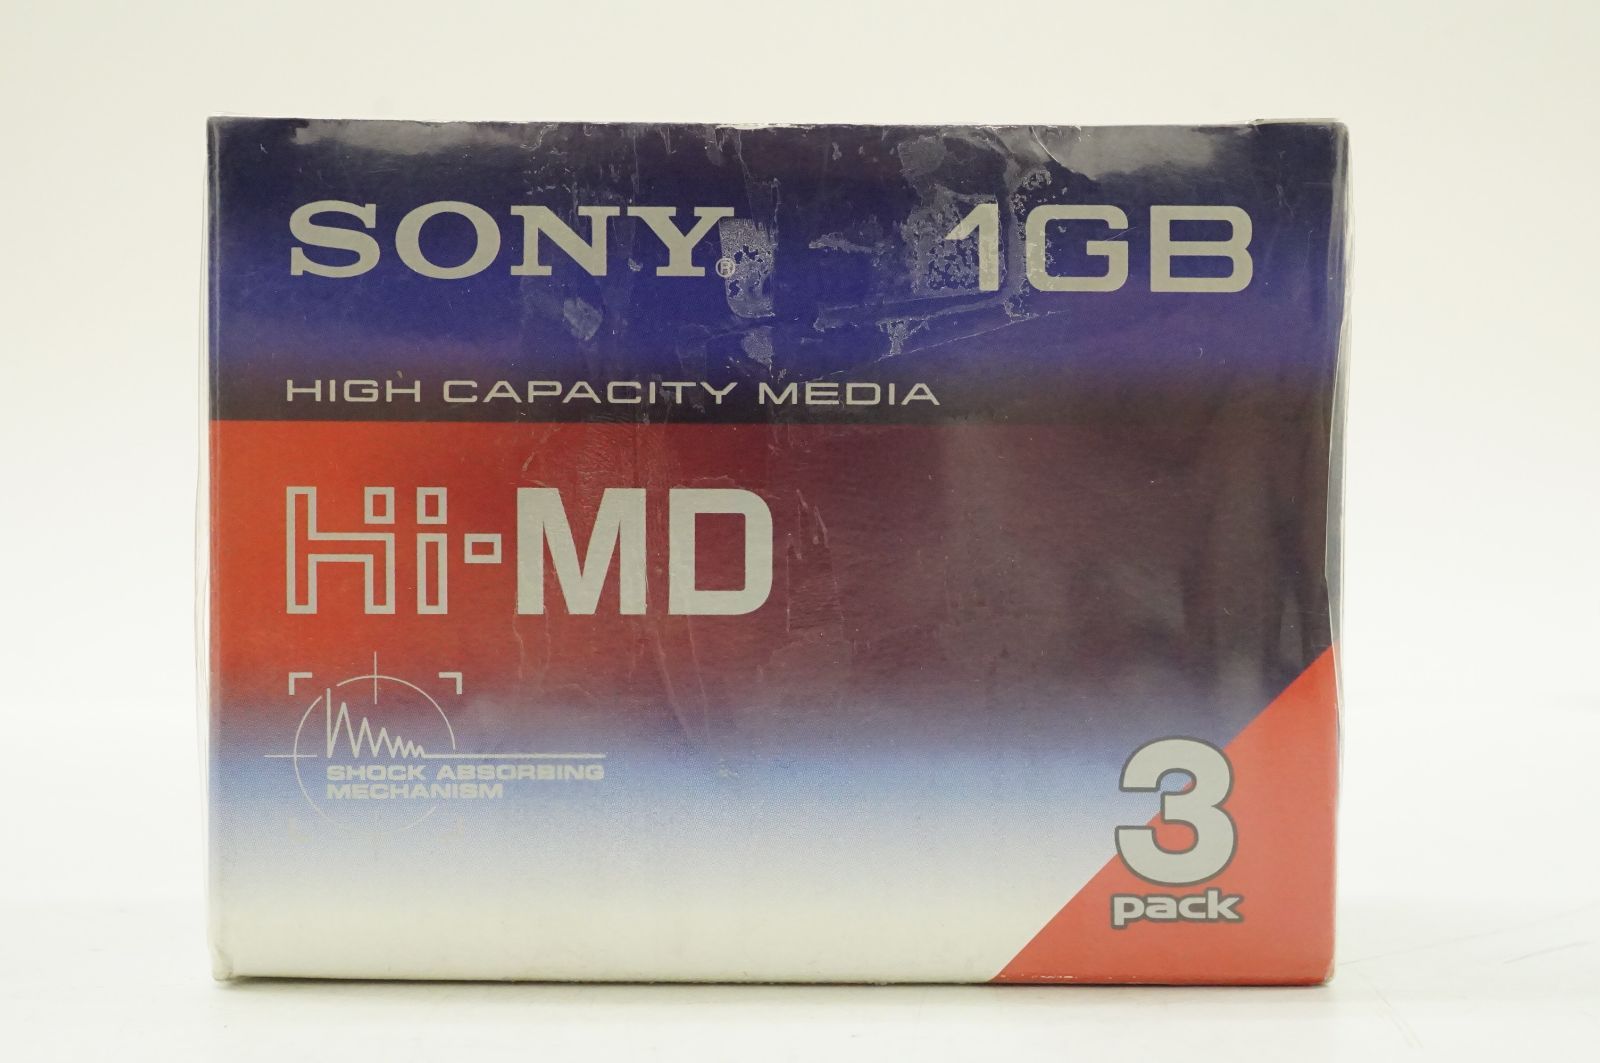 SONY® 1GB
HIGH CAPACITY MEDIA
Hi-MD
SHOCK ABSORBING
MECHANISM
3
pack